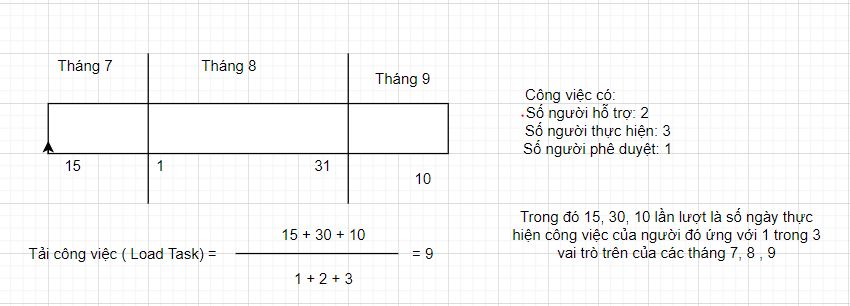 Tháng 7
Tháng 8
Tháng 9
15
1
31
10
Công việc có:
Số người hỗ trợ: 2
Số người thực hiện: 3
Số người phê duyệt: 1
Tải công việc ( Load Task) =
15 + 30 + 10
1 + 2 + 3
= 9
Trong đó 15, 30, 10 lần lượt là số ngày thực
hiện công việc của người đó ứng với 1 trong 3
vai trò trên của các tháng 7, 8 , 9